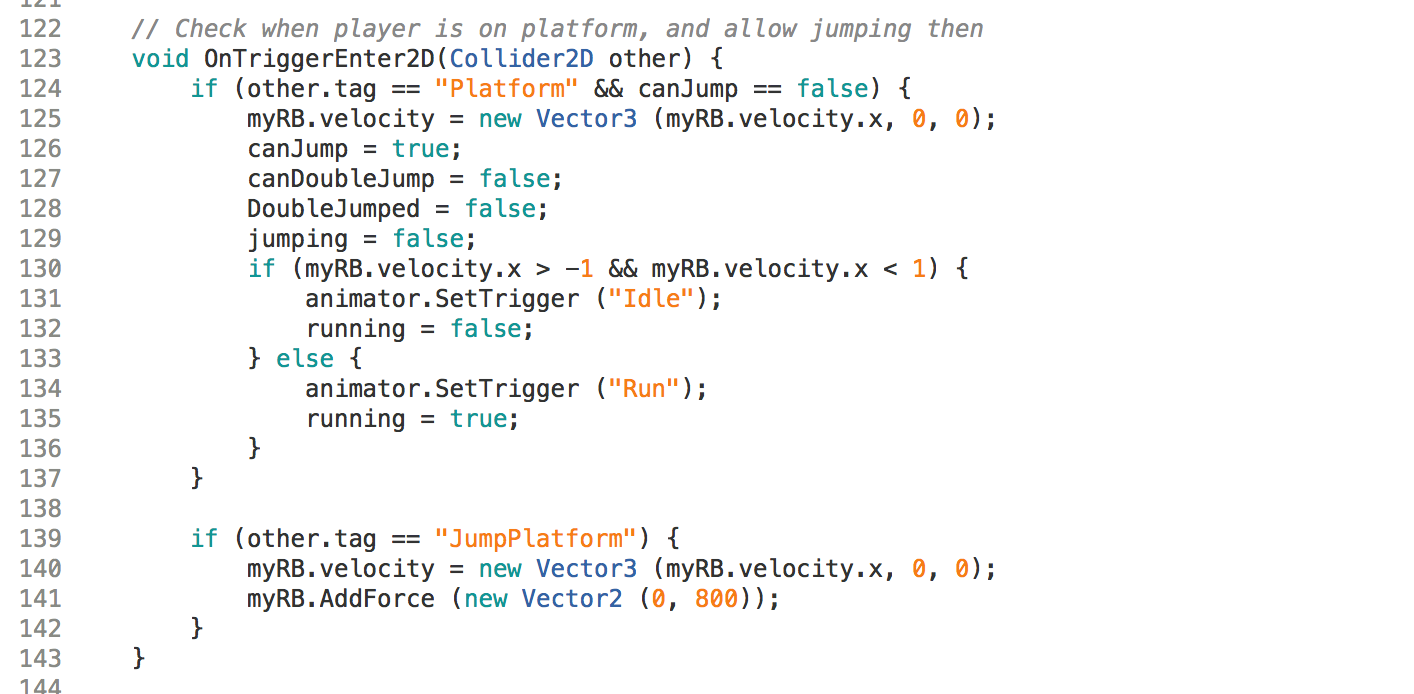 121
122 // Check when player is on platform, and allow jumping then
123 void OnTriggerEnter2D(Collider2D other) {
124 if (other.tag == "Platform" && canJump == false) {
125 myRB.velocity = new Vector3 (myRB.velocity.x, 0, 0);
126 canJump = true;
127 canDoubleJump = false;
128 DoubleJumped = false;
129 jumping = false;
130 if (myRB.velocity.x > -1 && myRB.velocity.x < 1) {
131 animator.SetTrigger ("Idle");
132 running = false;
133 } else {
134 animator.SetTrigger ("Run");
135 running = true;
136 }
137 }
138
139 if (other.tag == "JumpPlatform") {
140 myRB.velocity = new Vector3 (myRB.velocity.x, 0, 0);
141 myRB.AddForce (new Vector2 (0, 800));
142 }
143 }
144